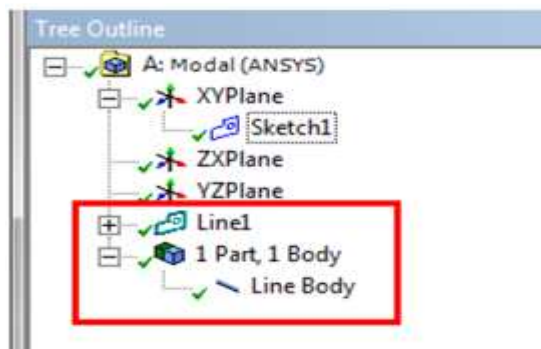 Tree Outline
A: Modal (ANSYS)
XYPlane
Sketch1
ZXPlane
YZPlane
Line1
1 Part, 1 Body
Line Body